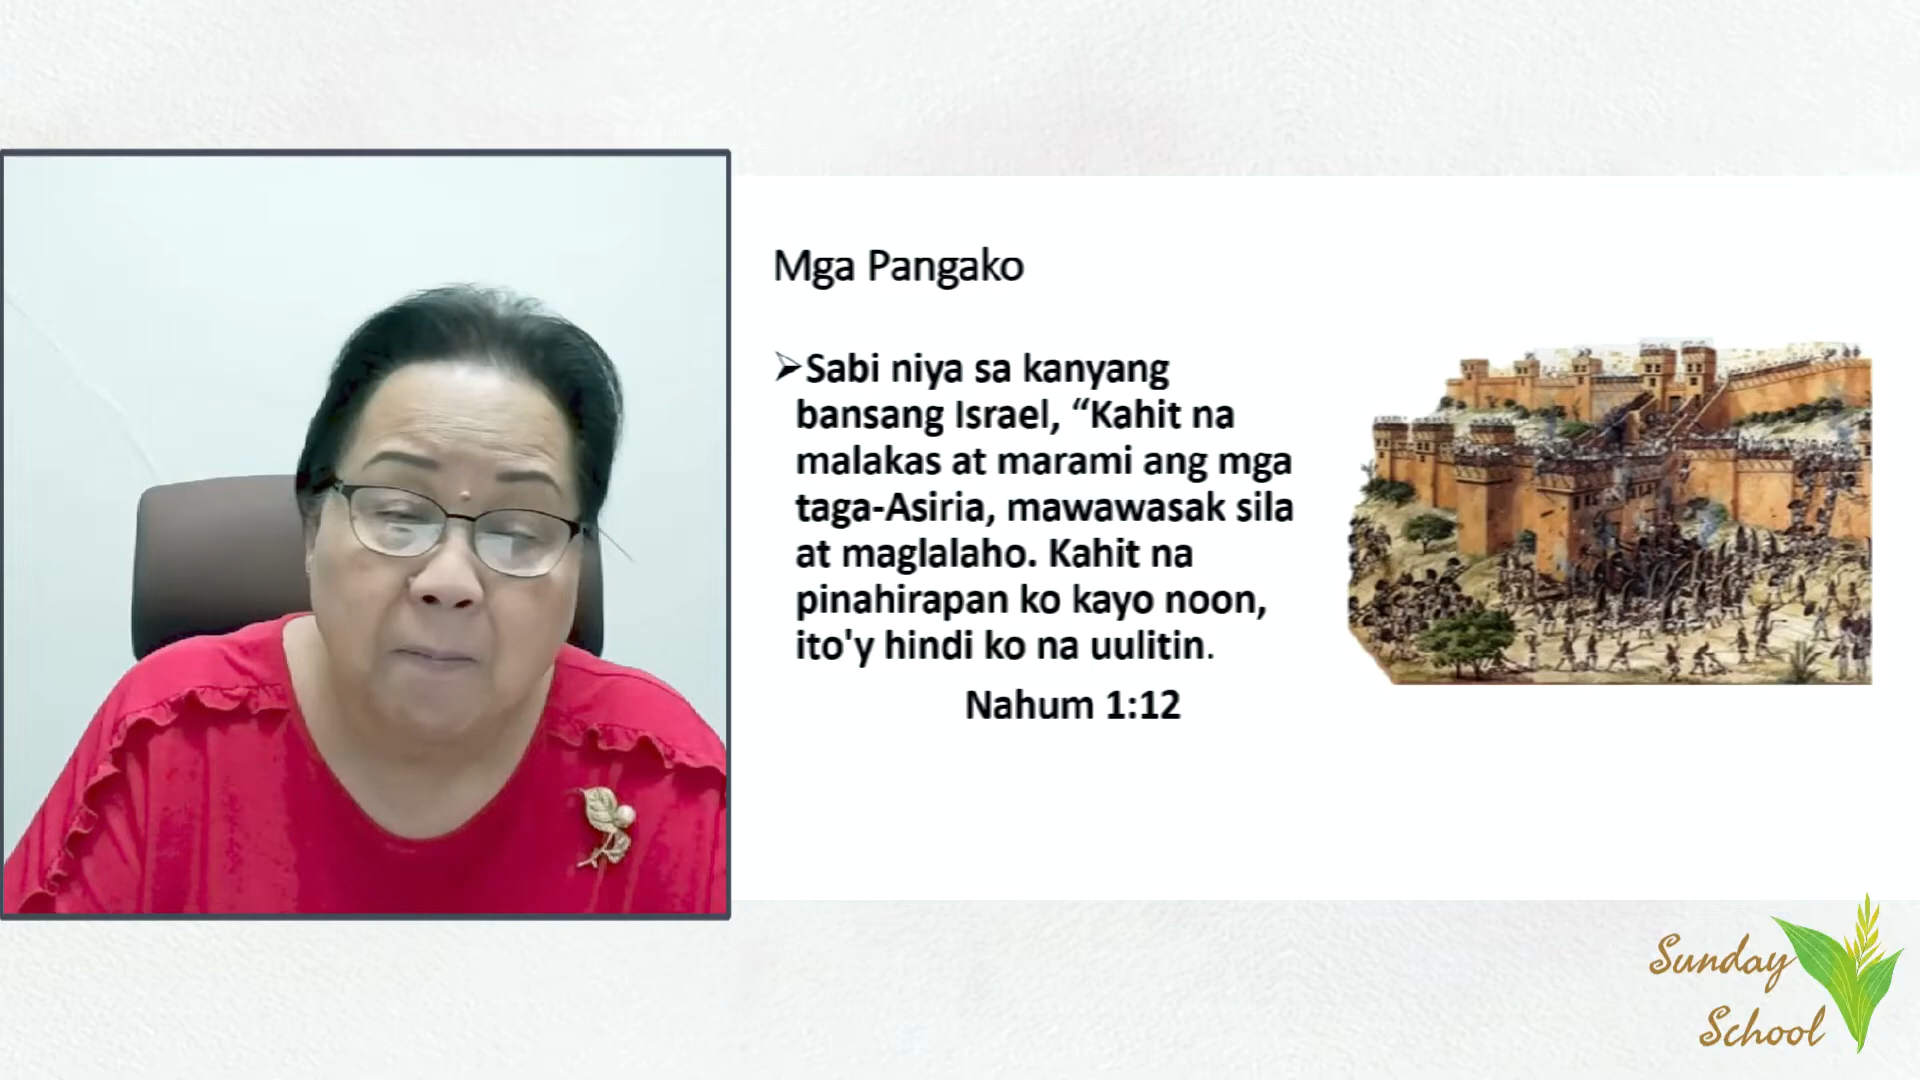 Mga Pangako
➢Sabi niya sa kanyang
bansang Israel, “Kahit na
malakas at marami ang mga
taga-Asiria, mawawasak sila
at maglalaho. Kahit na
pinahirapan ko kayo noon,
ito'y hindi ko na uulitin.
Nahum 1:12
Sunday
School